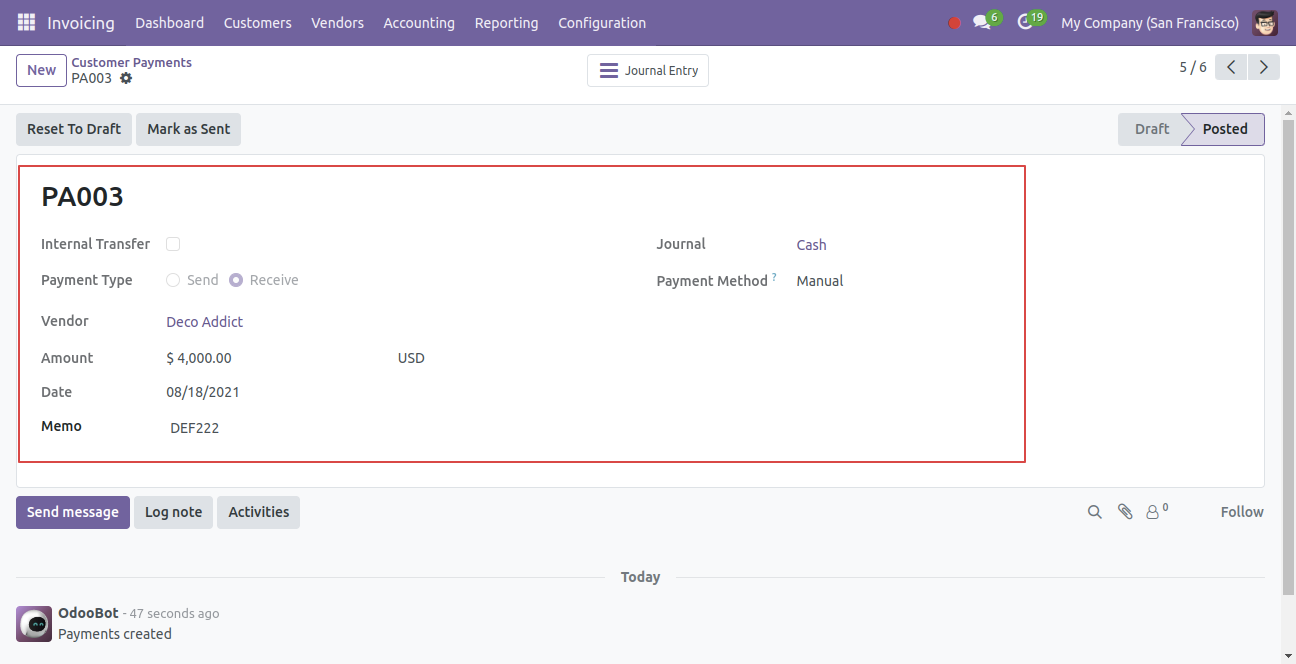 Invoicing Dashboard Customers Vendors Accounting Reporting Configuration 6 19 My Company (San Francisco)
New Customer Payments Journal Entry 5 / 6
PA003
Reset To Draft Mark as Sent Draft Posted
PA003
Internal Transfer Journal Cash
Payment Type Send Receive Payment Method ? Manual
Vendor Deco Addict
Amount $ 4,000.00 USD
Date 08/18/2021
Memo DEF222
Send message Log note Activities 0 Follow
Today
OdooBot - 47 seconds ago
Payments created